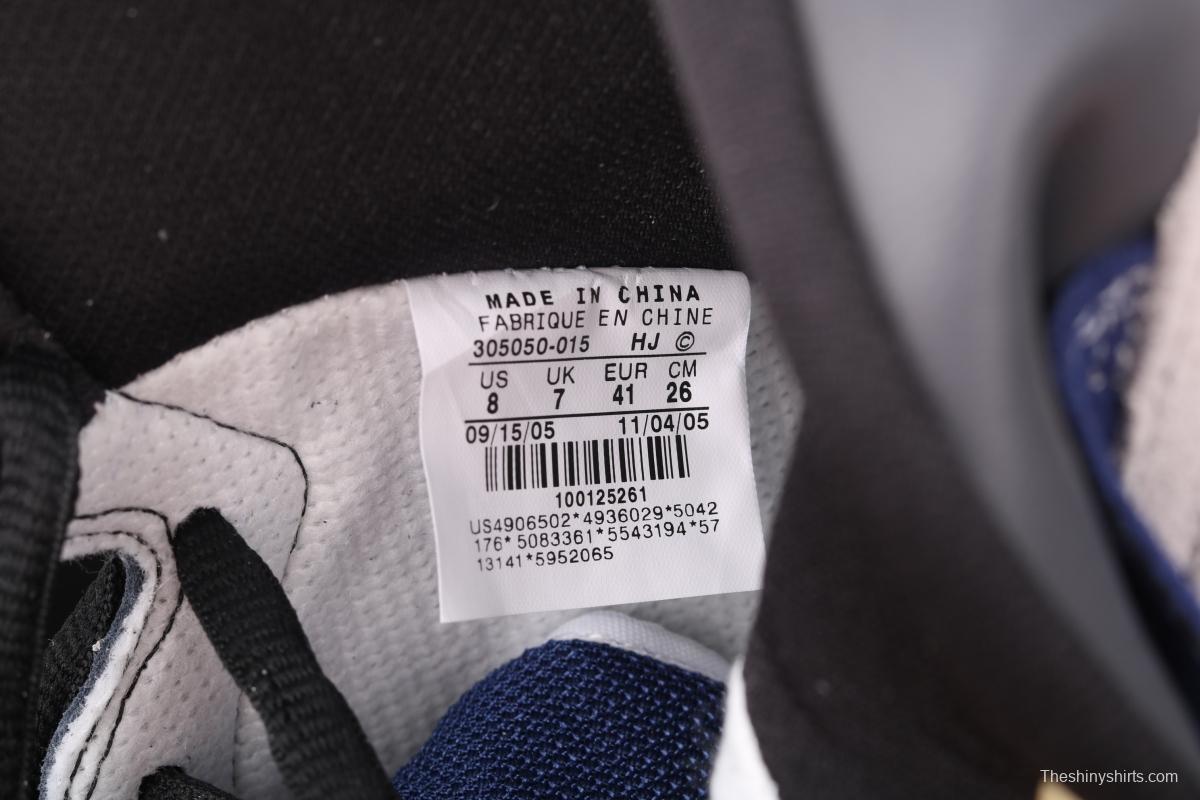 MADE IN CHINA
FABRIQUE EN CHINE
305050-015 HJ ©
US UK EUR CM
8 7 41 26
09/15/05 11/04/05
100125261
US4906502*4936029*5042
176*5083361*5543194*57
13141*5952065
Theshinyshirts.com